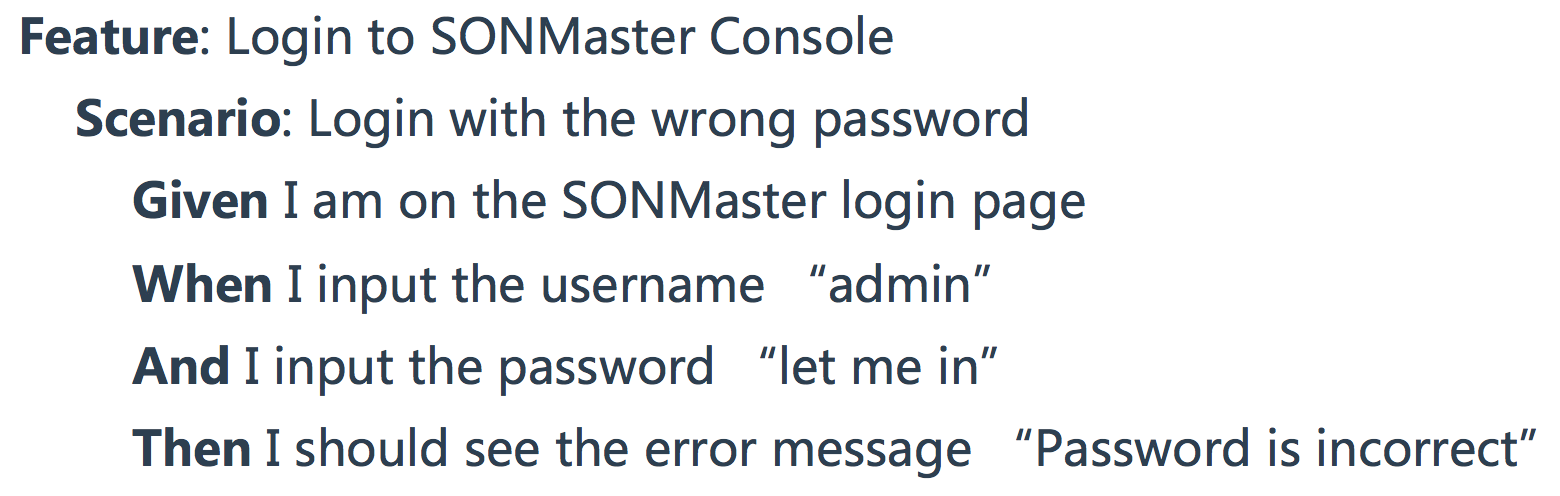 Feature: Login to SONMaster Console
Scenario: Login with the wrong password
Given I am on the SONMaster login page
When I input the username “admin”
And I input the password “let me in”
Then I should see the error message “Password is incorrect”